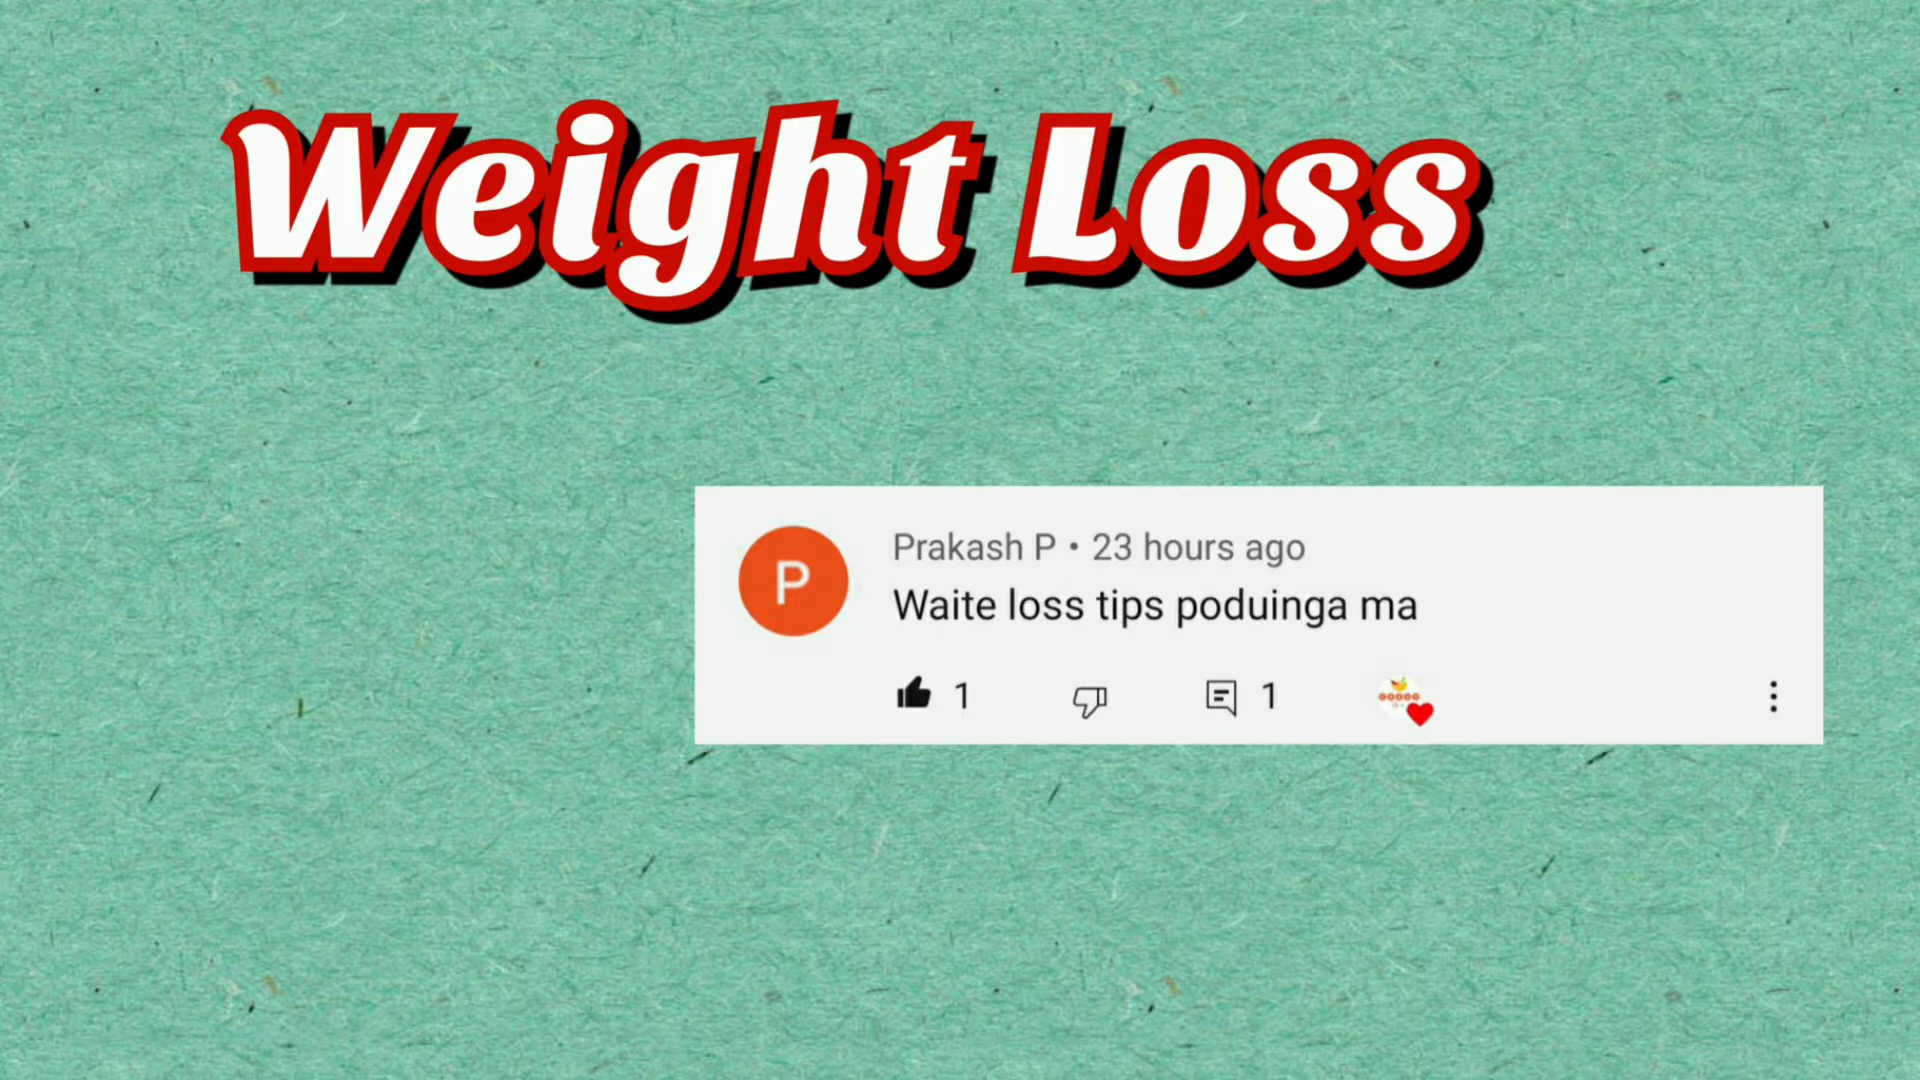 Weight Loss
P
Prakash P • 23 hours ago
Waite loss tips poduinga ma
1
1